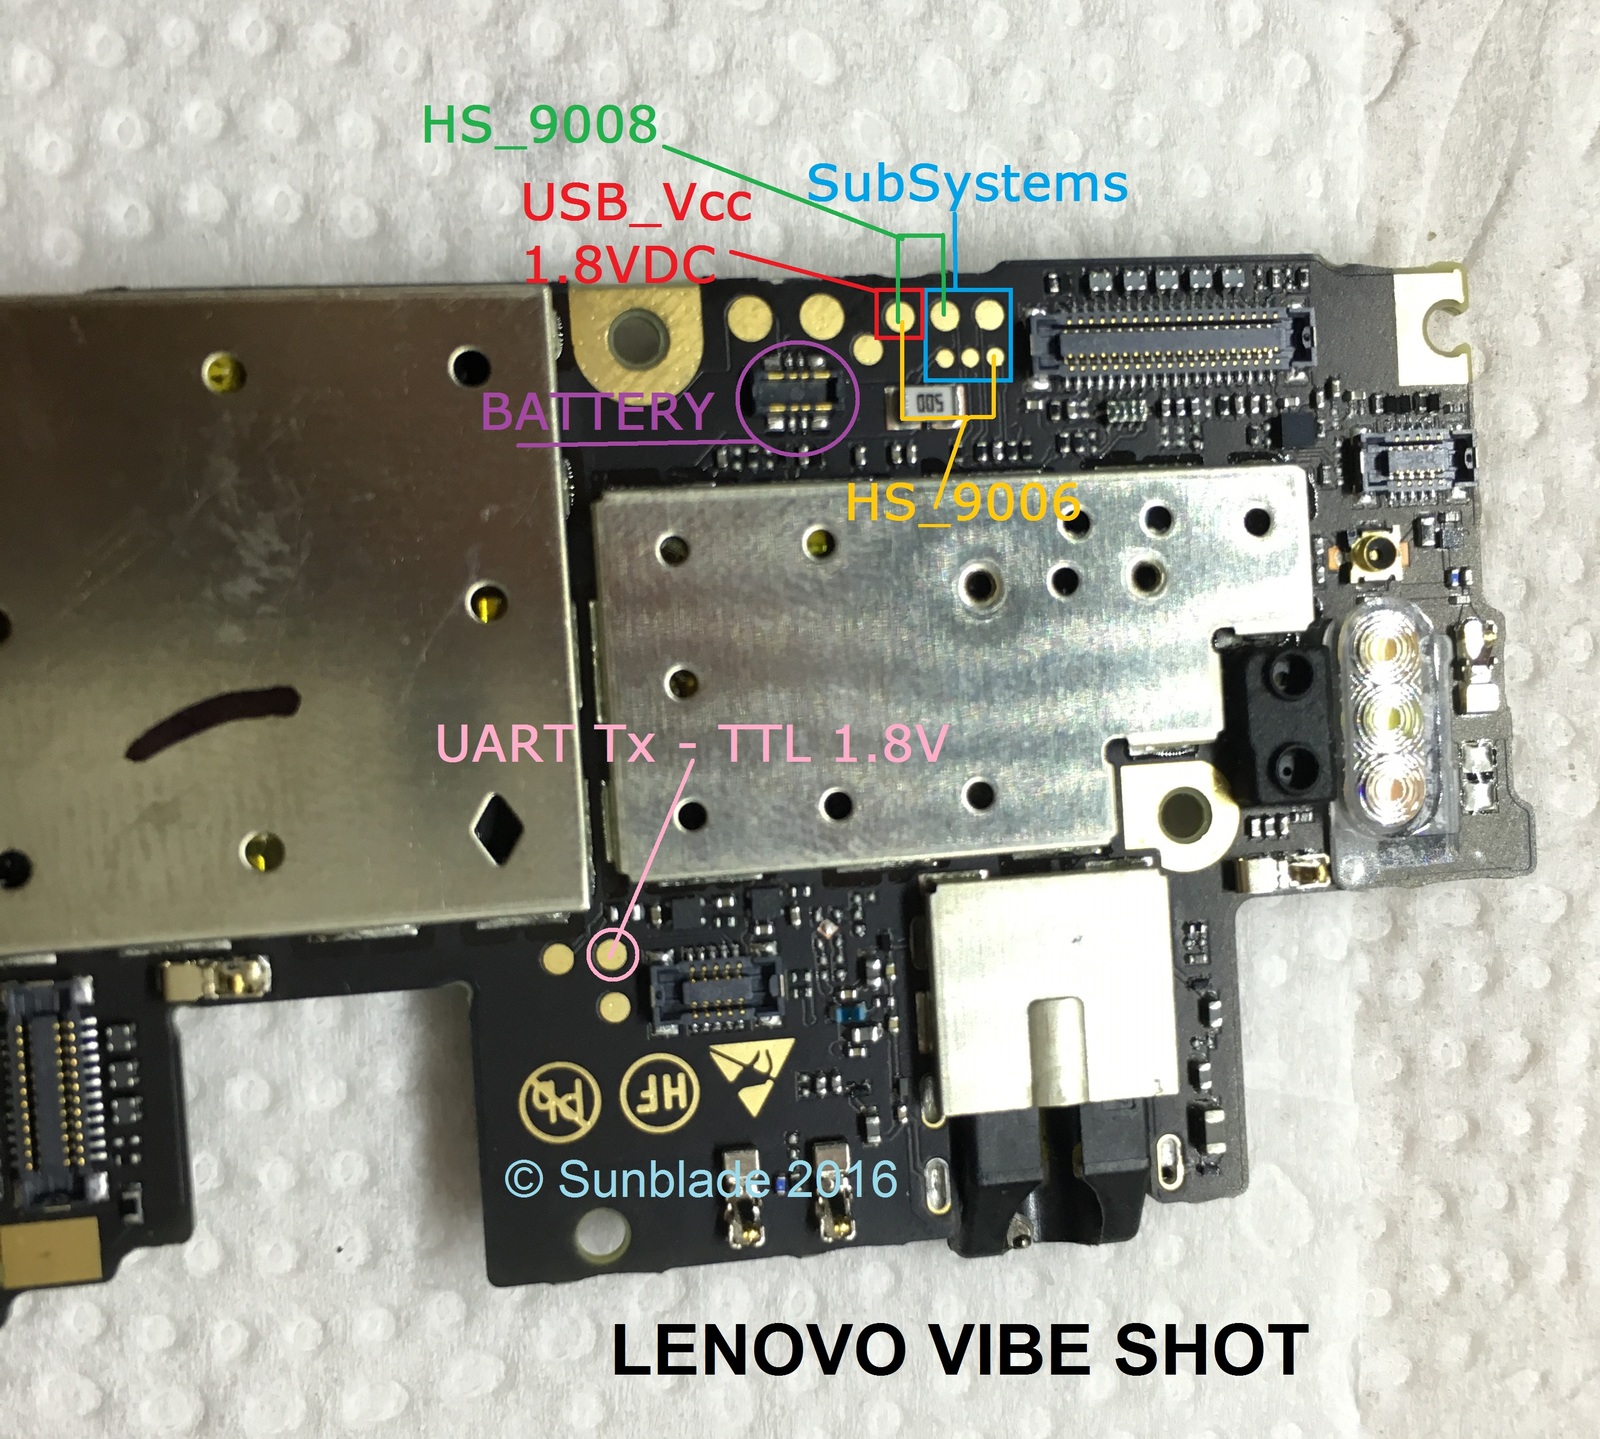 HS_9008
SubSystems
USB_Vcc
1.8VDC
BATTERY
500
HS_9006
UART Tx - TTL 1.8V
Pb
HF
© Sunblade 2016
LENOVO VIBE SHOT